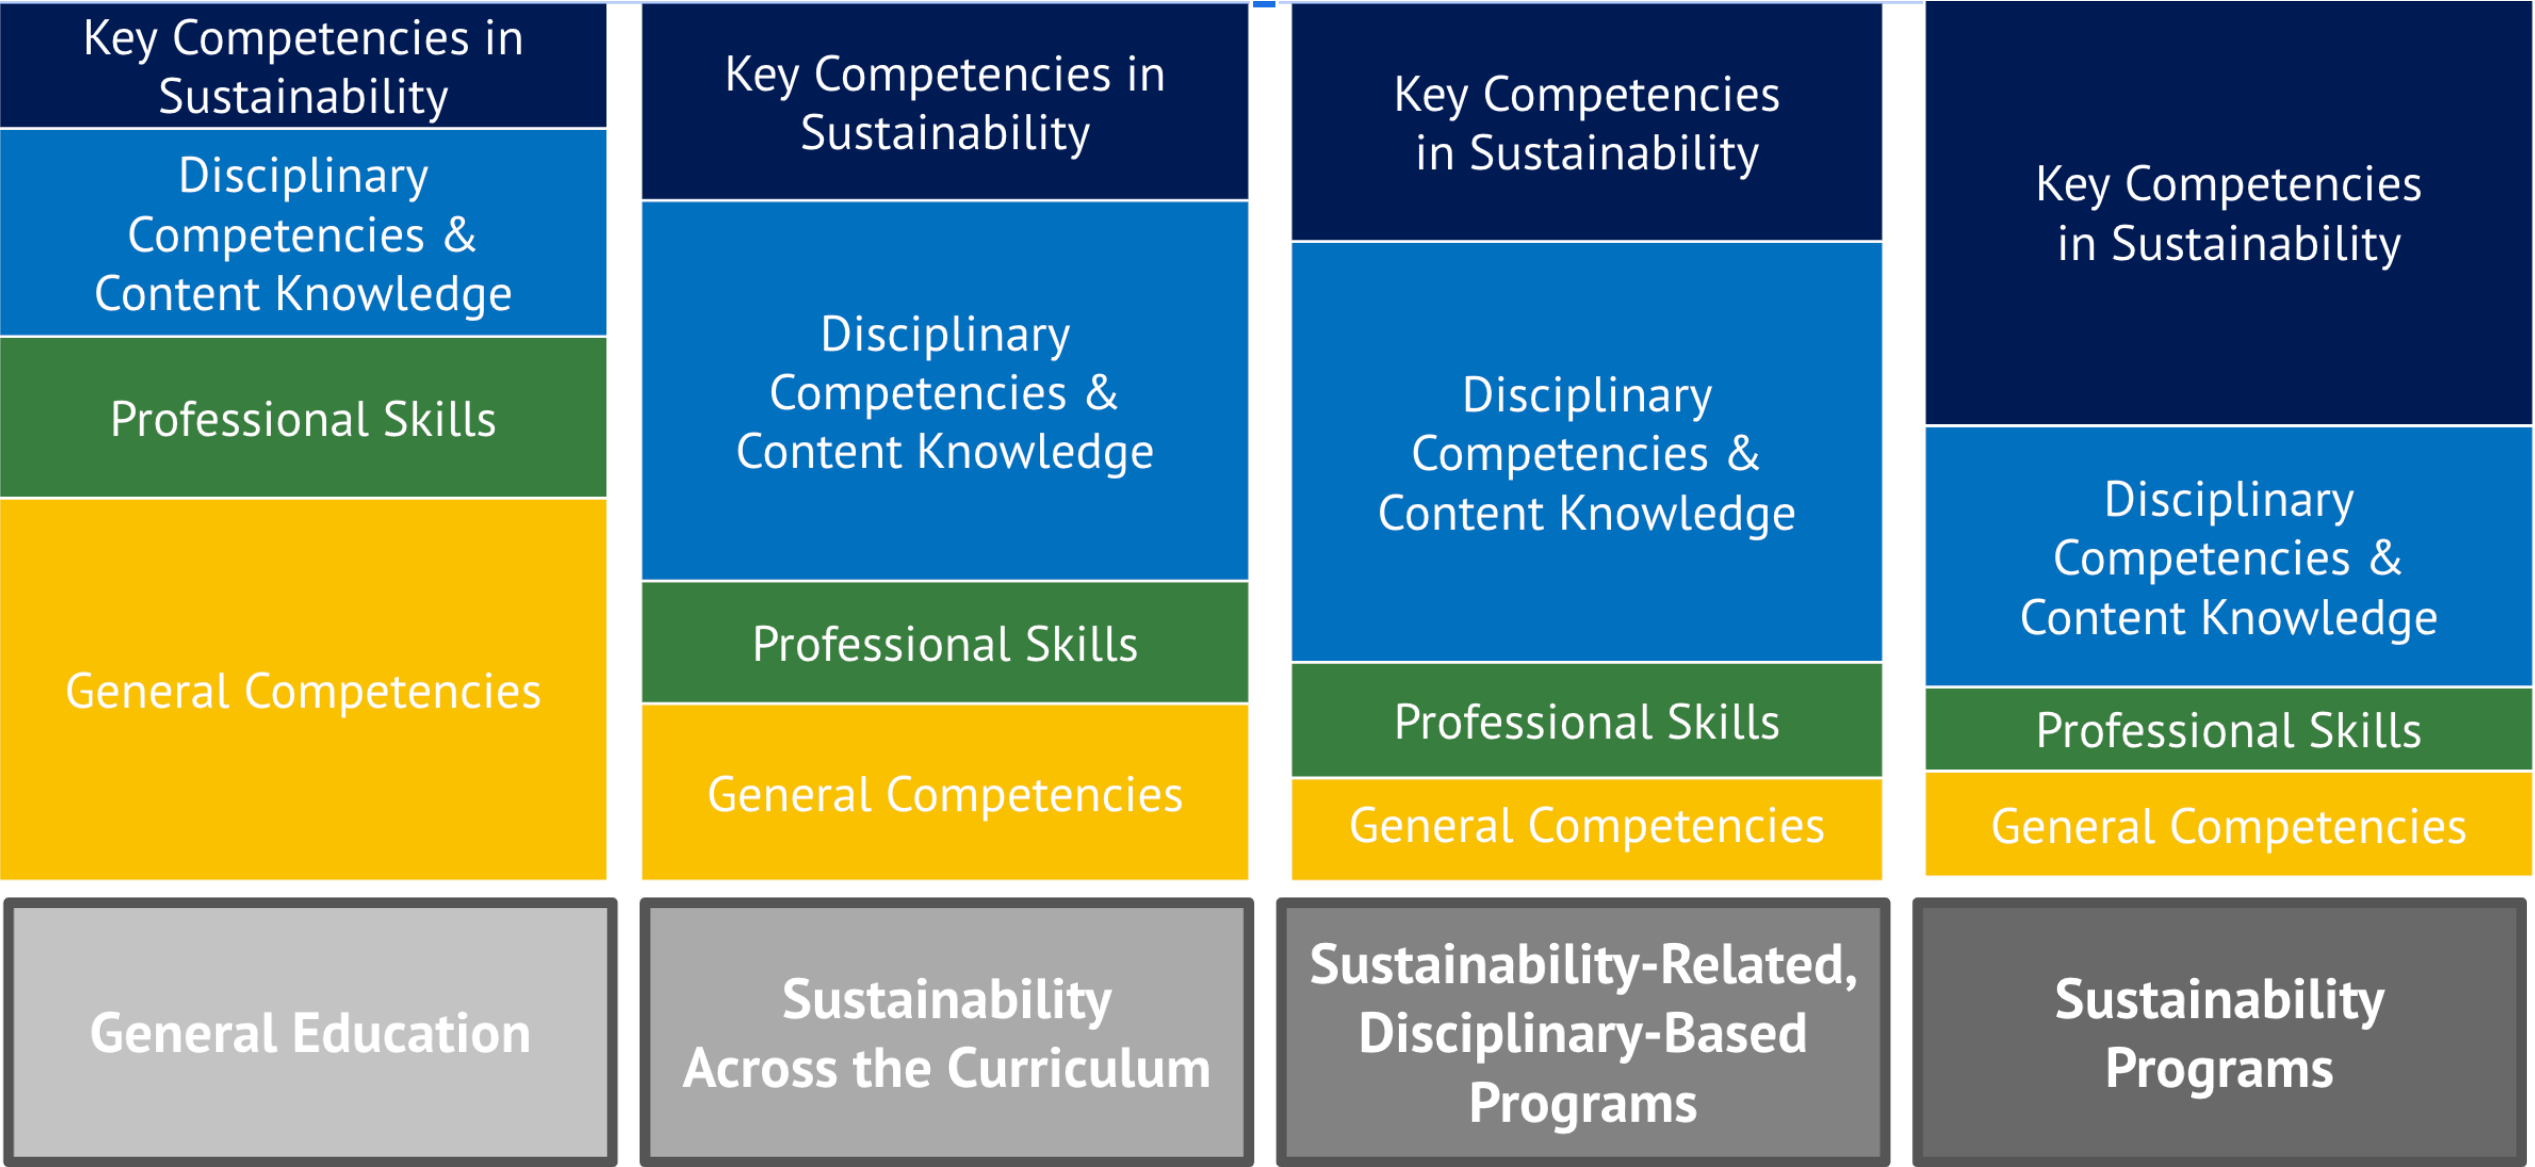 Key Competencies in
Sustainability
Disciplinary
Competencies &
Content Knowledge
Professional Skills
General Competencies
General Education
Key Competencies in
Sustainability
Disciplinary
Competencies &
Content Knowledge
Professional Skills
General Competencies
Sustainability
Across the Curriculum
Key Competencies
in Sustainability
Disciplinary
Competencies &
Content Knowledge
Professional Skills
General Competencies
Sustainability-Related,
Disciplinary-Based
Programs
Key Competencies
in Sustainability
Disciplinary
Competencies &
Content Knowledge
Professional Skills
General Competencies
Sustainability
Programs